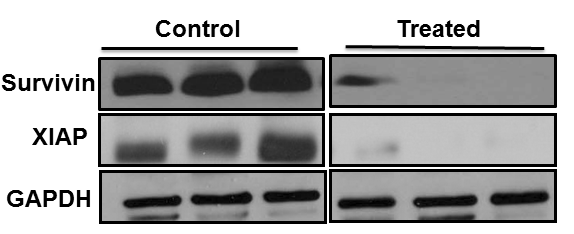 Control Treated
Survivin
XIAP
GAPDH